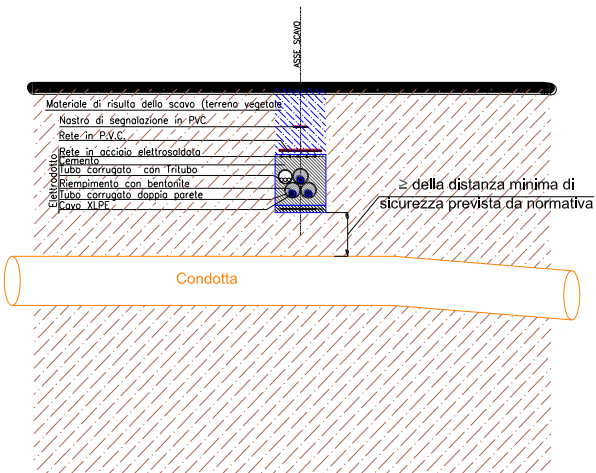 ASSE SCAVO
Materiale di risulta dello scavo (terreno vegetale
Nastro di segnalazione in PVC
Rete in P.V.C.
Rete in acciaio elettrosaldata
Cemento
Tubo corrugato con Tritubo
Riempimento con bentonite
Tubo corrugato doppia parete
Cavo XLPE
Elettrodotto
≥ della distanza minima di
sicurezza prevista da normativa
Condotta